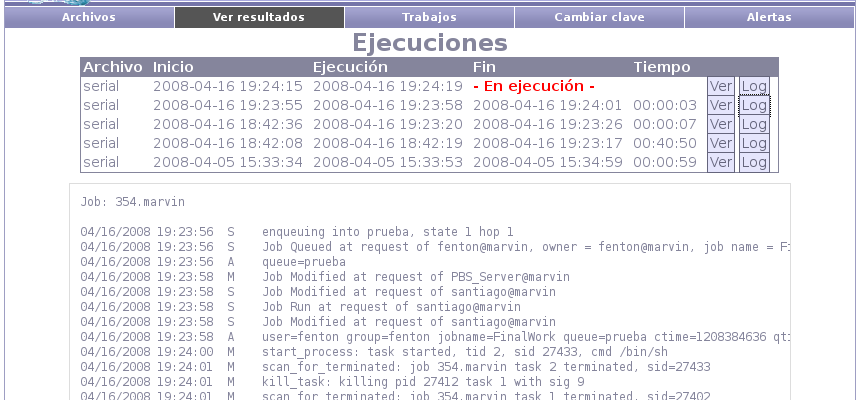 Archivos Ver resultados Trabajos Cambiar clave Alertas
Ejecuciones
Archivo Inicio Ejecución Fin Tiempo
serial 2008-04-16 19:24:15 2008-04-16 19:24:19 - En ejecución - Ver Log
serial 2008-04-16 19:23:55 2008-04-16 19:23:58 2008-04-16 19:24:01 00:00:03 Ver Log
serial 2008-04-16 18:42:36 2008-04-16 19:23:20 2008-04-16 19:23:26 00:00:07 Ver Log
serial 2008-04-16 18:42:08 2008-04-16 18:42:19 2008-04-16 19:23:17 00:40:50 Ver Log
serial 2008-04-05 15:33:34 2008-04-05 15:33:53 2008-04-05 15:34:59 00:00:59 Ver Log
Job: 354.marvin
04/16/2008 19:23:56 S enqueuing into prueba, state 1 hop 1
04/16/2008 19:23:56 S Job Queued at request of fenton@marvin, owner = fenton@marvin, job name = Fi
04/16/2008 19:23:56 A queue=prueba
04/16/2008 19:23:58 M Job Modified at request of PBS_Server@marvin
04/16/2008 19:23:58 S Job Modified at request of santiago@marvin
04/16/2008 19:23:58 S Job Run at request of santiago@marvin
04/16/2008 19:23:58 S Job Modified at request of santiago@marvin
04/16/2008 19:23:58 A user=fenton group=fenton jobname=FinalWork queue=prueba ctime=1208384636 qti
04/16/2008 19:24:00 M start_process: task started, tid 2, sid 27433, cmd /bin/sh
04/16/2008 19:24:01 M scan_for_terminated: job 354.marvin task 2 terminated, sid=27433
04/16/2008 19:24:01 M kill_task: killing pid 27412 task 1 with sig 9
04/16/2008 19:24:01 M scan_for_terminated: job 354.marvin task 1 terminated, sid=27402